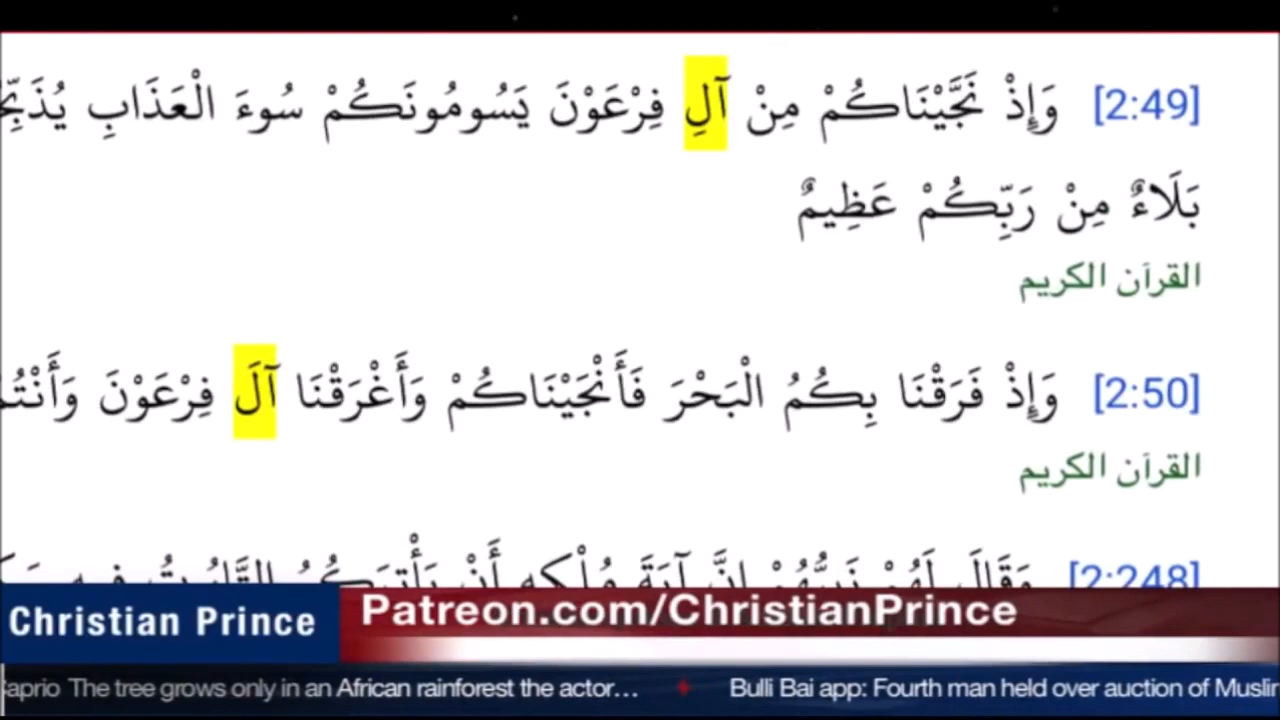 [2:49] وَإِذْ نَجَّيْنَاكُمْ مِنْ آلِ فِرْعَوْنَ يَسُومُونَكُمْ سُوءَ الْعَذَابِ
بَلَاءٌ مِنْ رَبِّكُمْ عَظِيمٌ
القرآن الكريم
[2:50] وَإِذْ فَرَقْنَا بِكُمُ الْبَحْرَ فَأَنْجَيْنَاكُمْ وَأَغْرَقْنَا آلَ فِرْعَوْنَ
القرآن الكريم
[2:248] وَقَالَ لَهُمْ نَبِيُّهُمْ إِنَّ آيَةَ مُلْكِهِ أَنْ
Patreon.com/ChristianPrince
Christian Prince
The tree grows only in an African rainforest the actor... Bulli Bai app: Fourth man held over auction of